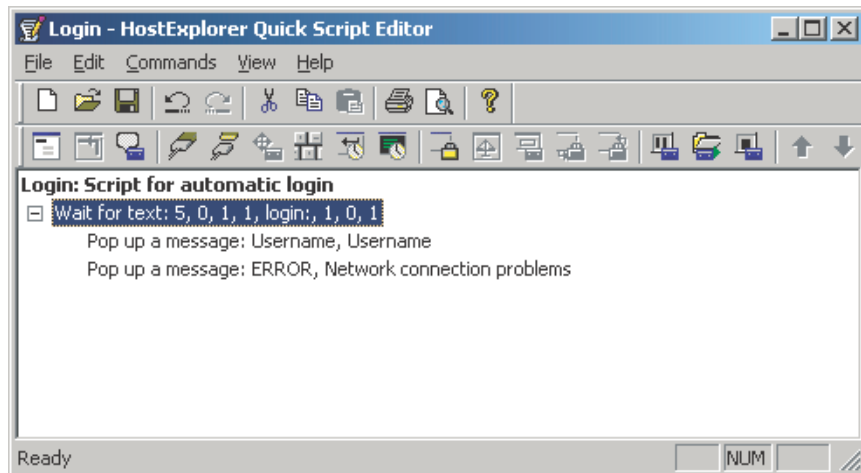 Login - HostExplorer Quick Script Editor
File Edit Commands View Help
Login: Script for automatic login
Wait for text: 5, 0, 1, 1, login:, 1, 0, 1
Pop up a message: Username, Username
Pop up a message: ERROR, Network connection problems
Ready NUM